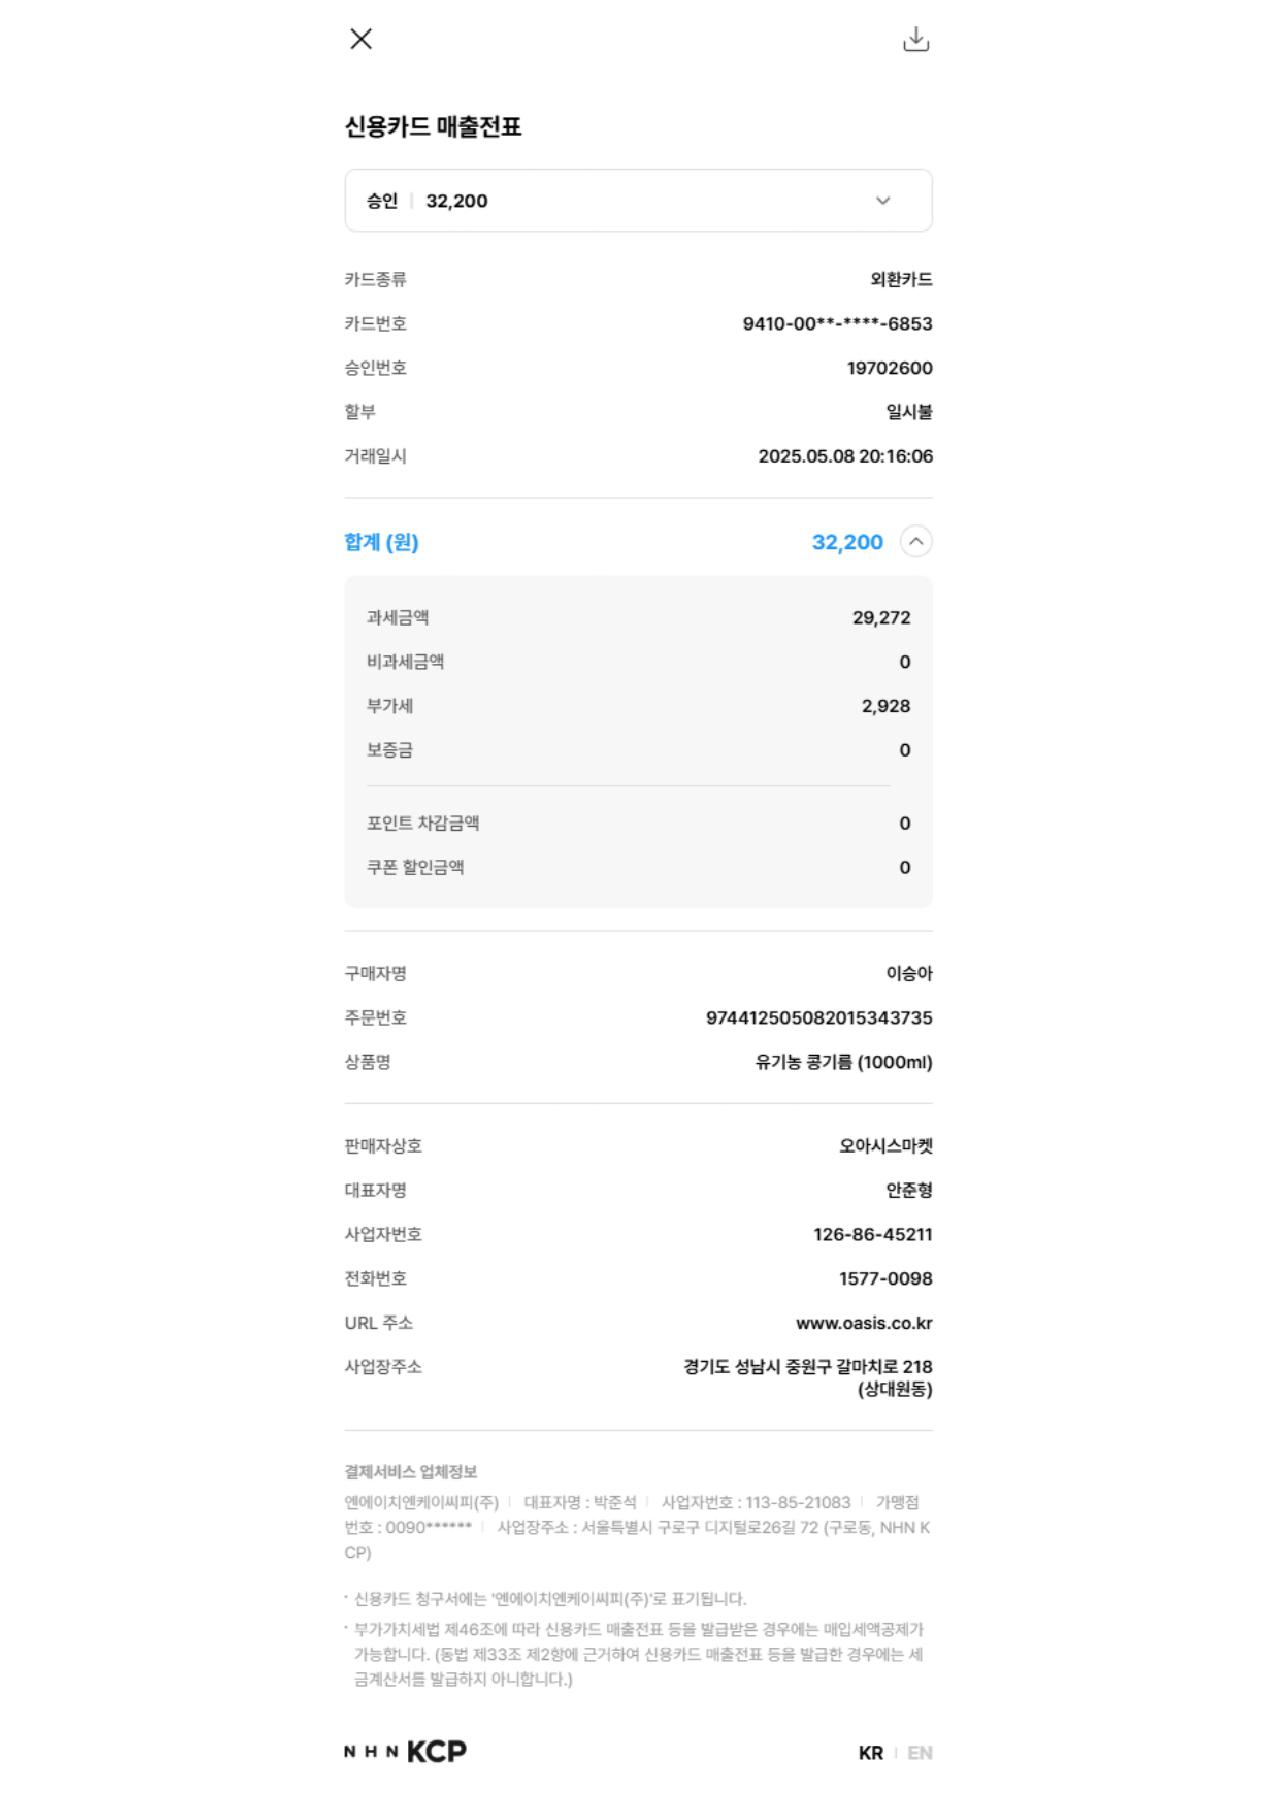 신용카드 매출전표
승인 | 32,200
카드종류 외환카드
카드번호 9410-00**-****-6853
승인번호 19702600
할부 일시불
거래일시 2025.05.08 20:16:06
합계 (원) 32,200
과세금액 29,272
비과세금액 0
부가세 2,928
보증금 0
포인트 차감금액 0
쿠폰 할인금액 0
구매자명 이승아
주문번호 974412505082015343735
상품명 유기농 콩기름 (1000ml)
판매자상호 오아시스마켓
대표자명 안준형
사업자번호 126-86-45211
전화번호 1577-0098
URL 주소 www.oasis.co.kr
사업장주소 경기도 성남시 중원구 갈마치로 218
(상대원동)
결제서비스 업체정보
엔에이치엔케이씨피(주) | 대표자명 : 박준석 | 사업자번호 : 113-85-21083 | 가맹점
번호 : 0090****** | 사업장주소 : 서울특별시 구로구 디지털로26길 72 (구로동, NHN K
CP)
· 신용카드 청구서에는 '엔에이치엔케이씨피(주)'로 표기됩니다.
· 부가가치세법 제46조에 따라 신용카드 매출전표 등을 발급받은 경우에는 매입세액공제가
가능합니다. (동법 제33조 제2항에 근거하여 신용카드 매출전표 등을 발급한 경우에는 세
금계산서를 발급하지 아니합니다.)
NHN KCP KR | EN